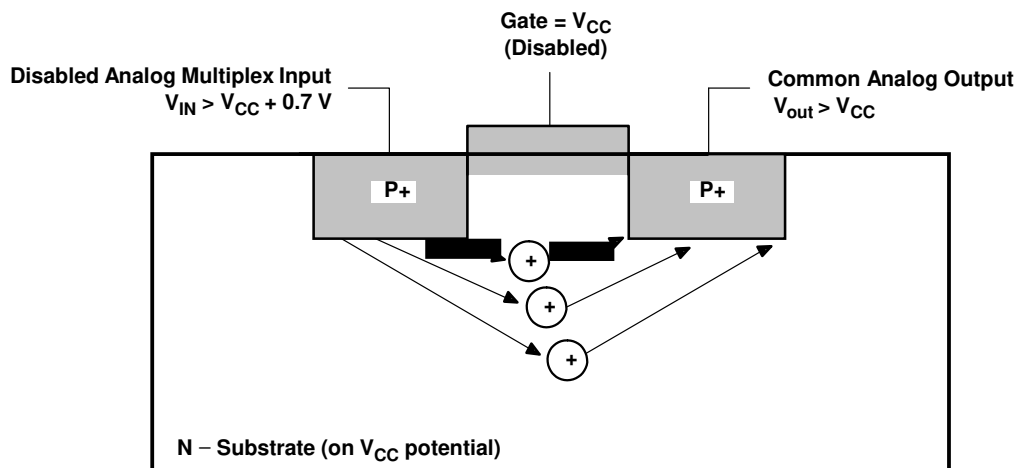 Gate = VCC
(Disabled)
Disabled Analog Multiplex Input
VIN > VCC + 0.7 V
Common Analog Output
Vout > VCC
P+
P+
+
+
+
N – Substrate (on VCC potential)